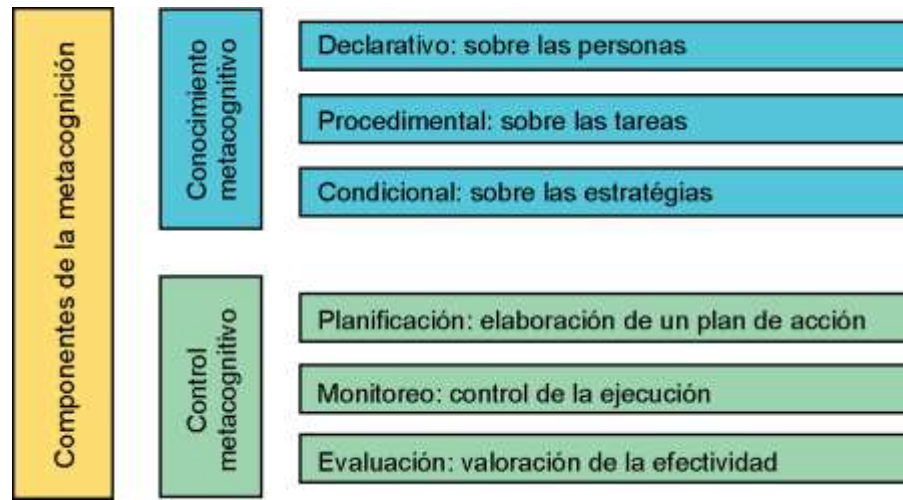 Componentes de la metacognición
Conocimiento
metacognitivo
Declarativo: sobre las personas
Procedimental: sobre las tareas
Condicional: sobre las estratégias
Control
metacognitivo
Planificación: elaboración de un plan de acción
Monitoreo: control de la ejecución
Evaluación: valoración de la efectividad